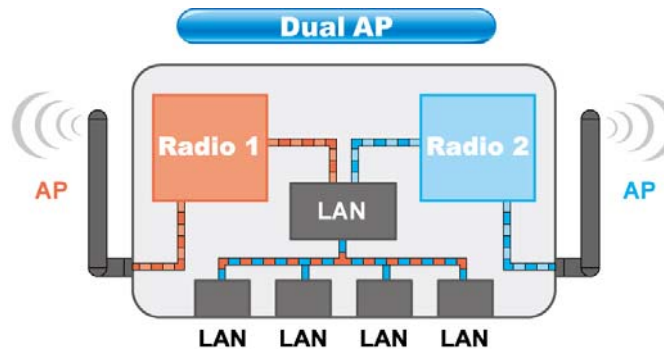 Dual AP
Radio 1
Radio 2
AP
LAN
AP
LAN LAN LAN LAN